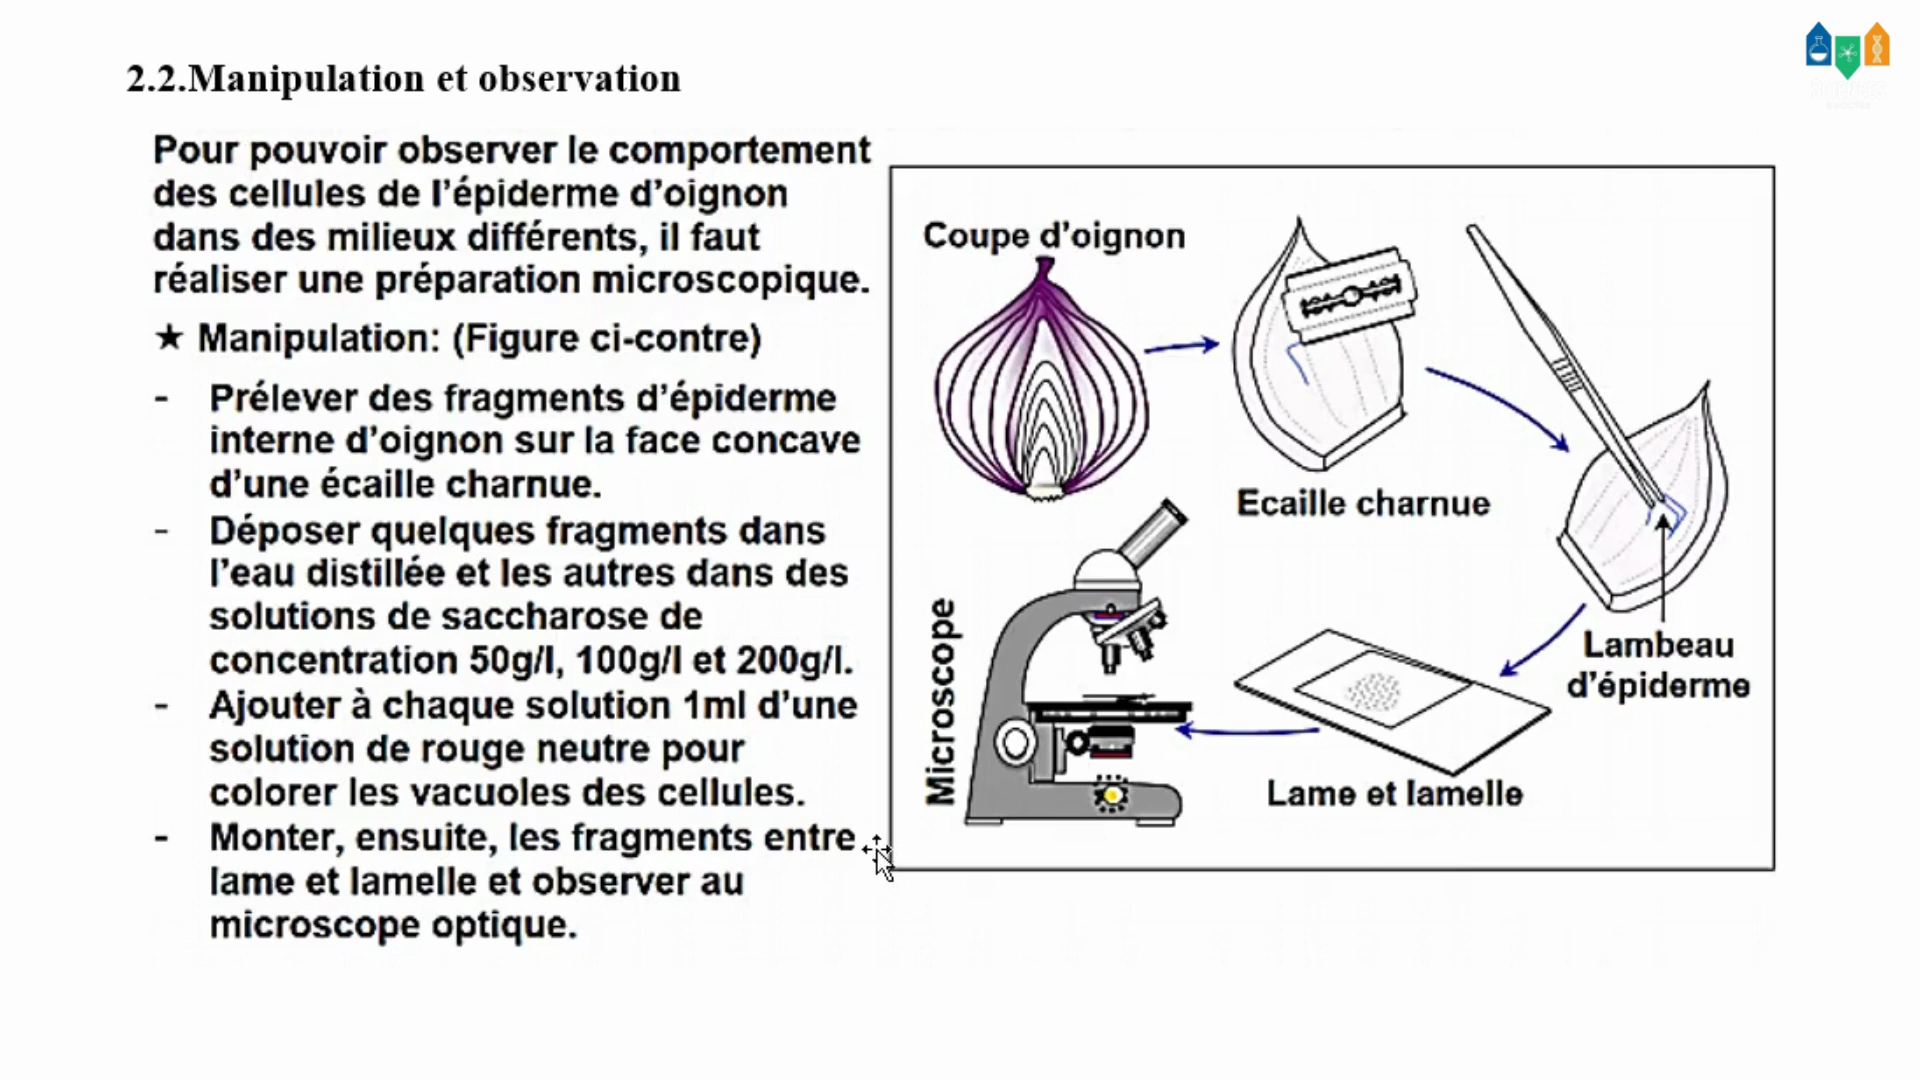 2.2.Manipulation et observation
Pour pouvoir observer le comportement
des cellules de l'épiderme d'oignon
dans des milieux différents, il faut
réaliser une préparation microscopique.
★ Manipulation: (Figure ci-contre)
- Prélever des fragments d'épiderme
interne d'oignon sur la face concave
d'une écaille charnue.
- Déposer quelques fragments dans
l'eau distillée et les autres dans des
solutions de saccharose de
concentration 50g/l, 100g/l et 200g/l.
- Ajouter à chaque solution 1ml d'une
solution de rouge neutre pour
colorer les vacuoles des cellules.
- Monter, ensuite, les fragments entre
lame et lamelle et observer au
microscope optique.
Coupe d'oignon
Ecaille charnue
Lambeau
d'épiderme
Lame et lamelle
Microscope